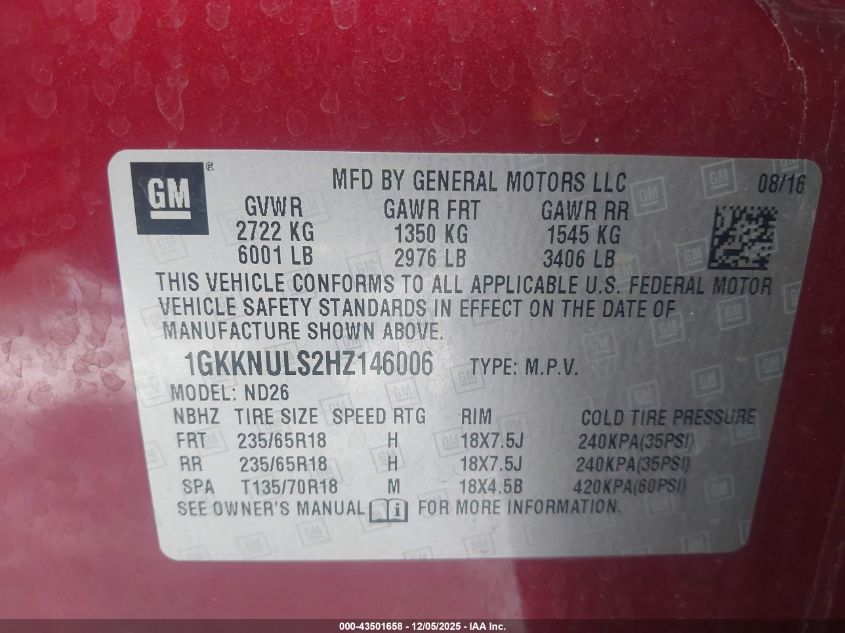 GM®
MFD BY GENERAL MOTORS LLC 08/16
GVWR GAWR FRT GAWR RR
2722 KG 1350 KG 1545 KG
6001 LB 2976 LB 3406 LB
THIS VEHICLE CONFORMS TO ALL APPLICABLE U.S. FEDERAL MOTOR
VEHICLE SAFETY STANDARDS IN EFFECT ON THE DATE OF
MANUFACTURE SHOWN ABOVE.
1GKKNULS2HZ146006 TYPE: M.P.V.
MODEL: ND26
NBHZ TIRE SIZE SPEED RTG RIM COLD TIRE PRESSURE
FRT 235/65R18 H 18X7.5J 240KPA(35PSI)
RR 235/65R18 H 18X7.5J 240KPA(35PSI)
SPA T135/70R18 M 18X4.5B 420KPA(60PSI)
SEE OWNER'S MANUAL i FOR MORE INFORMATION.
000-43501658 - 12/05/2025 - IAA Inc.